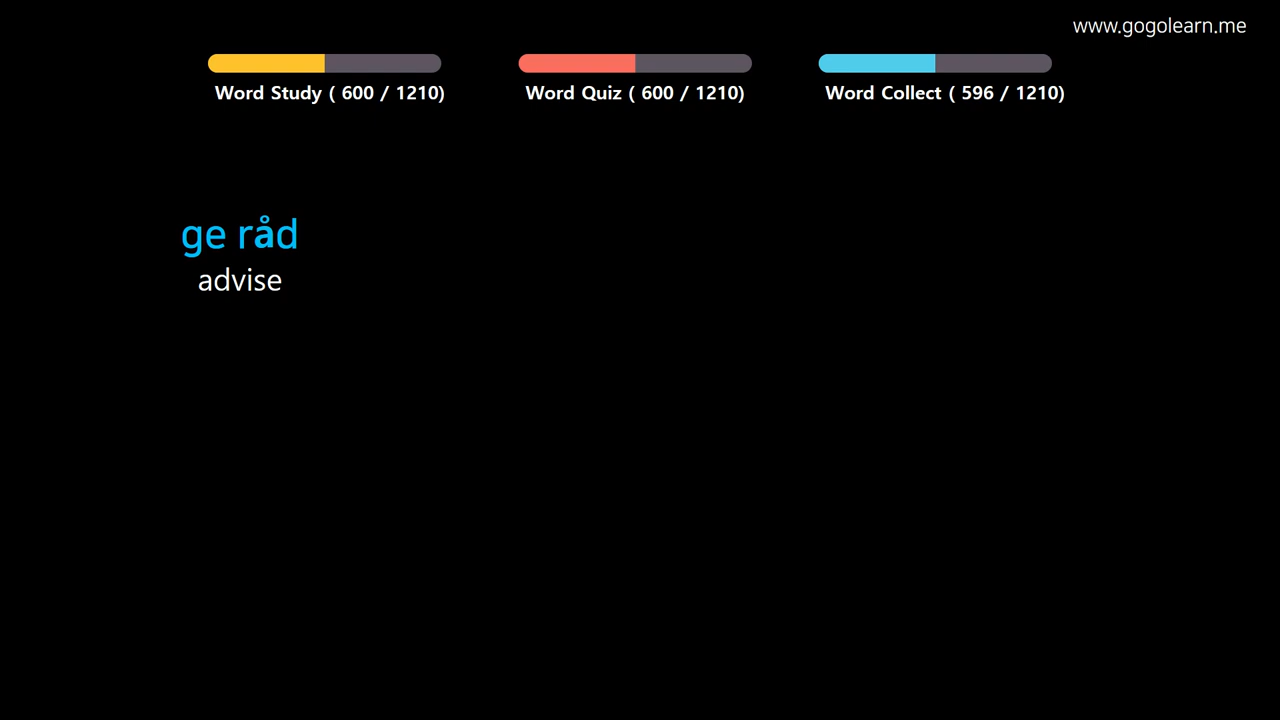 www.gogolearn.me
Word Study ( 600 / 1210)
Word Quiz ( 600 / 1210)
Word Collect ( 596 / 1210)
ge råd
advise